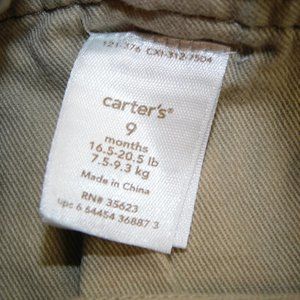 121-376 CXI-312-7504
carter's®
9
months
16.5-20.5 lb
7.5-9.3 kg
Made in China
RN# 35623
upc 6 64454 36887 3